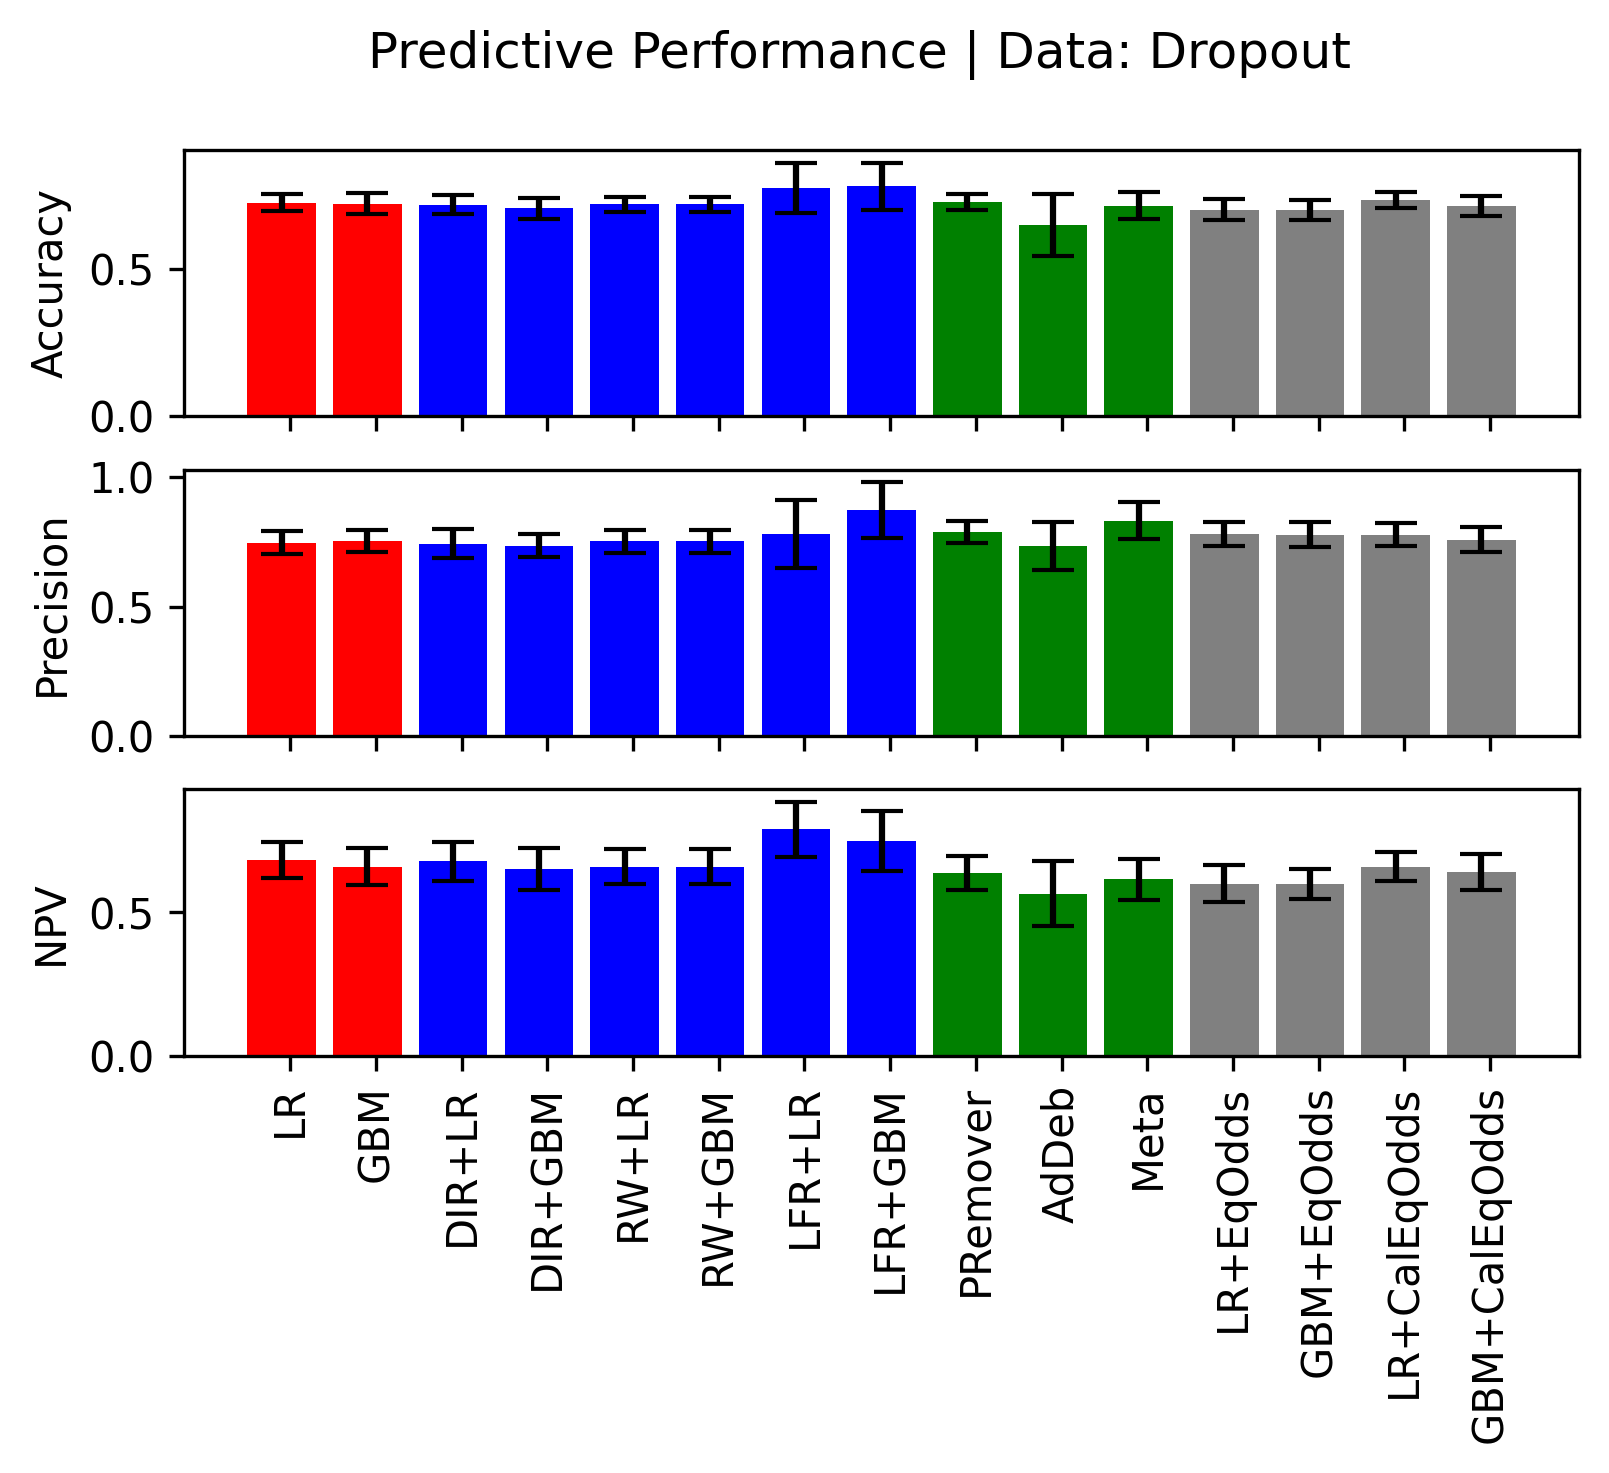 Predictive Performance | Data: Dropout
Accuracy
0.5
0.0
Precision
1.0
0.5
0.0
NPV
0.5
0.0
LR
GBM
DIR+LR
DIR+GBM
RW+LR
RW+GBM
LFR+LR
LFR+GBM
PRemover
AdDeb
Meta
LR+EqOdds
GBM+EqOdds
LR+CalEqOdds
GBM+CalEqOdds